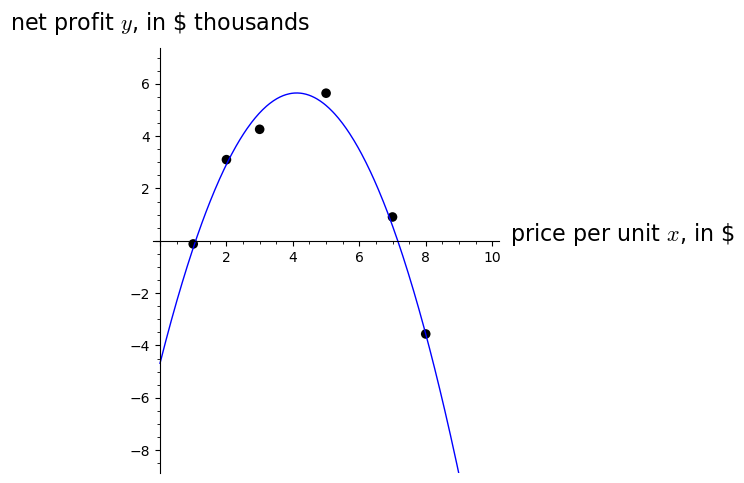 net profit y, in $ thousands
6
4
2
price per unit x, in $
2 4 6 8 10
−2
−4
−6
−8